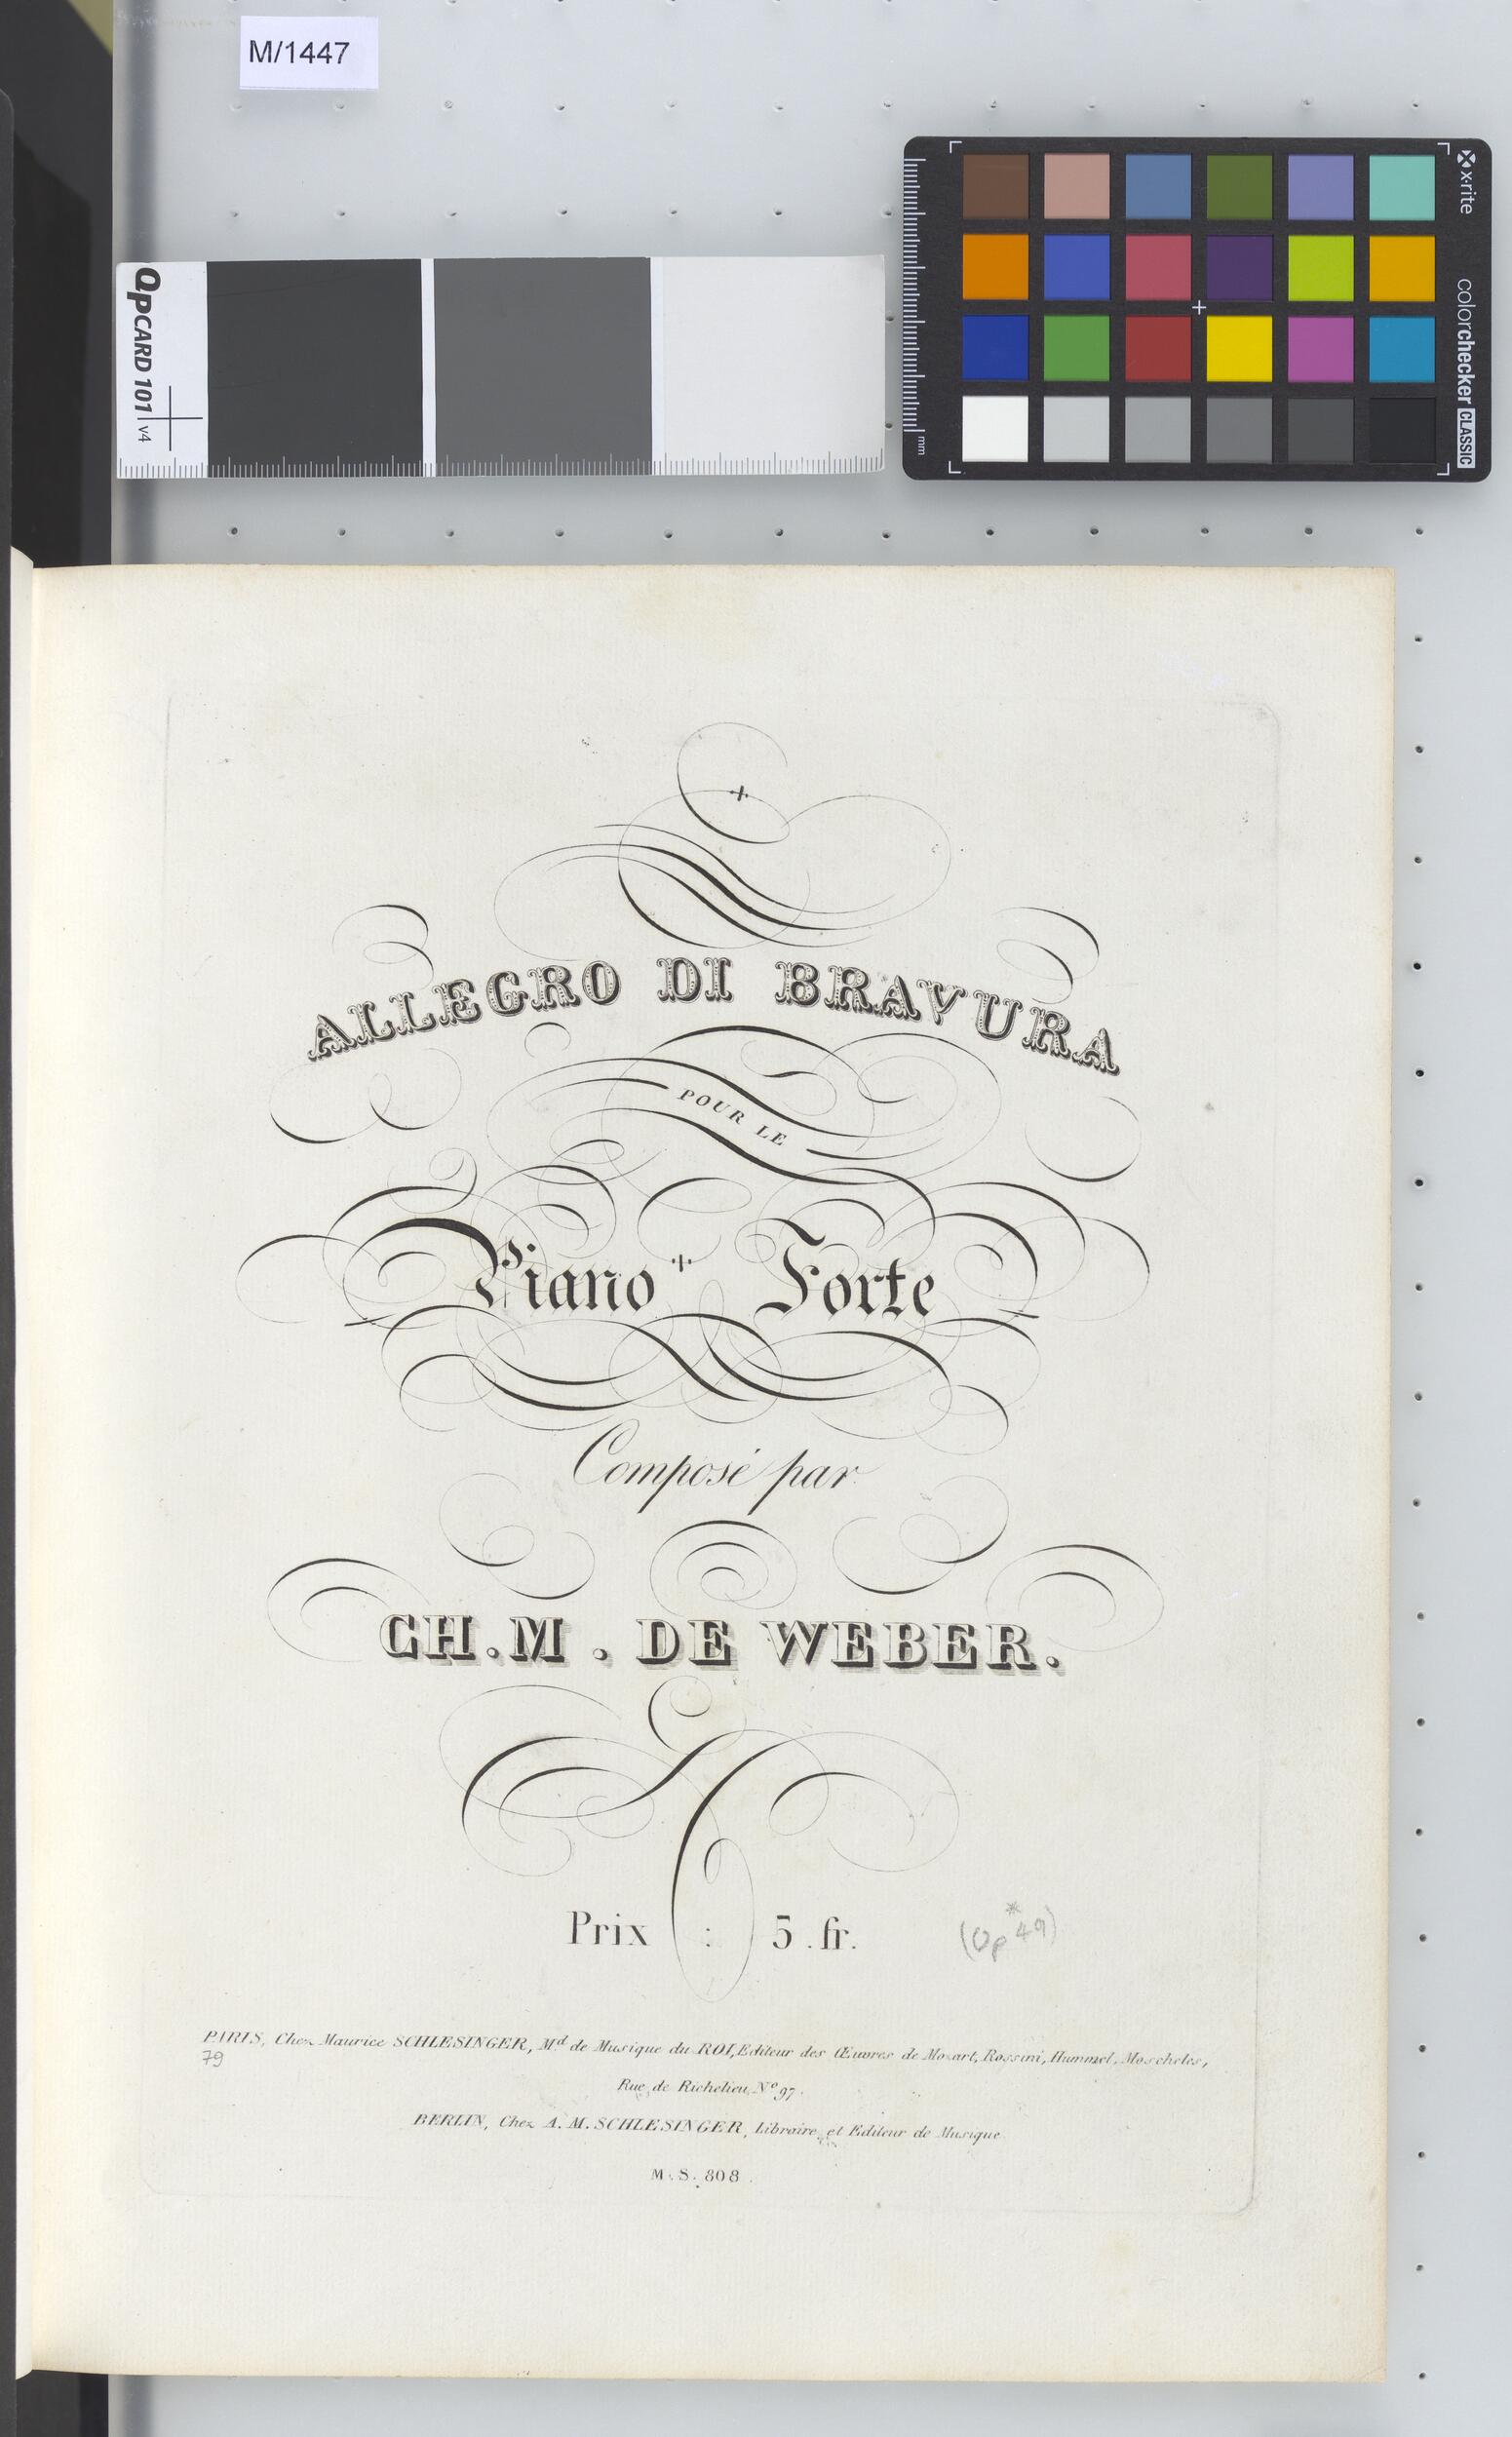 M/1447
x·rite
colorchecker CLASSIC
mm
QPCARD 101 v4
ALLEGRO DI BRAVURA
POUR LE
Piano Forte
Composé par
CH. M. DE WEBER.
Prix : 5. fr.
(Op * 49)
PARIS, Chez Maurice SCHLESINGER, Md de Musique du ROI, Editeur des Œuvres de Mozart, Rossini, Hummel, Moscheles,
79
Rue de Richelieu, No 97.
BERLIN, Chez A. M. SCHLESINGER, Libraire et Editeur de Musique
M. S. 808.